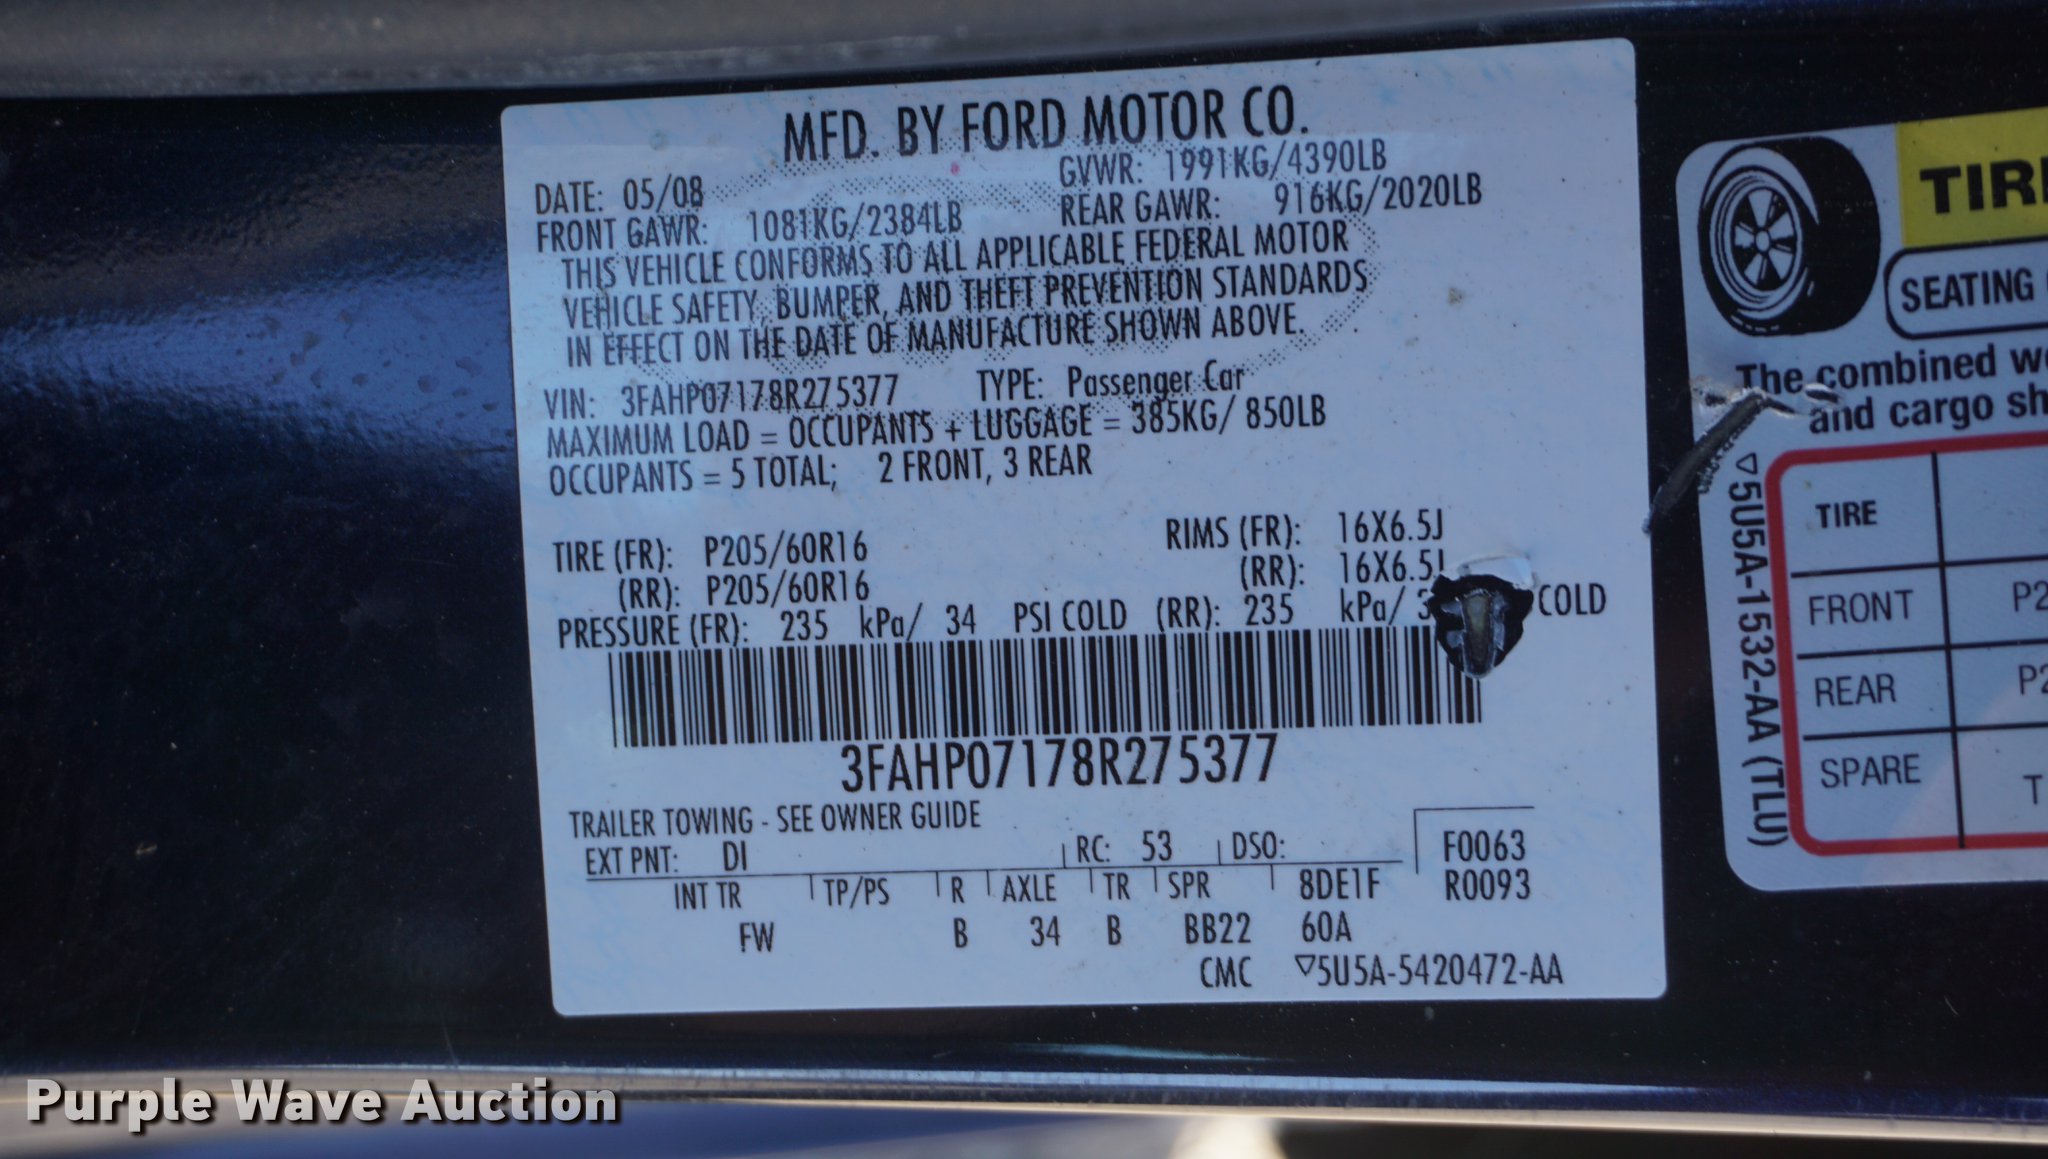 MFD. BY FORD MOTOR CO.
DATE: 05/08 GVWR: 1991KG/4390LB
FRONT GAWR: 1081KG/2384LB REAR GAWR: 916KG/2020LB
THIS VEHICLE CONFORMS TO ALL APPLICABLE FEDERAL MOTOR
VEHICLE SAFETY, BUMPER, AND THEFT PREVENTION STANDARDS
IN EFFECT ON THE DATE OF MANUFACTURE SHOWN ABOVE.
VIN: 3FAHP07178R275377 TYPE: Passenger Car
MAXIMUM LOAD = OCCUPANTS + LUGGAGE = 385KG/ 850LB
OCCUPANTS = 5 TOTAL; 2 FRONT, 3 REAR
TIRE (FR): P205/60R16 RIMS (FR): 16X6.5J
(RR): P205/60R16 (RR): 16X6.5J
PRESSURE (FR): 235 kPa/ 34 PSI COLD (RR): 235 kPa/ COLD
3FAHP07178R275377
TRAILER TOWING - SEE OWNER GUIDE
EXT PNT: DI RC: 53 DSO: F0063
INT TR TP/PS R AXLE TR SPR 8DE1F R0093
FW B 34 B BB22 60A
CMC ▽5U5A-5420472-AA
TIR
SEATING
The combined
and cargo
TIRE
FRONT P2
REAR P2
SPARE T
▽5U5A-1532-AA (TLU)
Purple Wave Auction